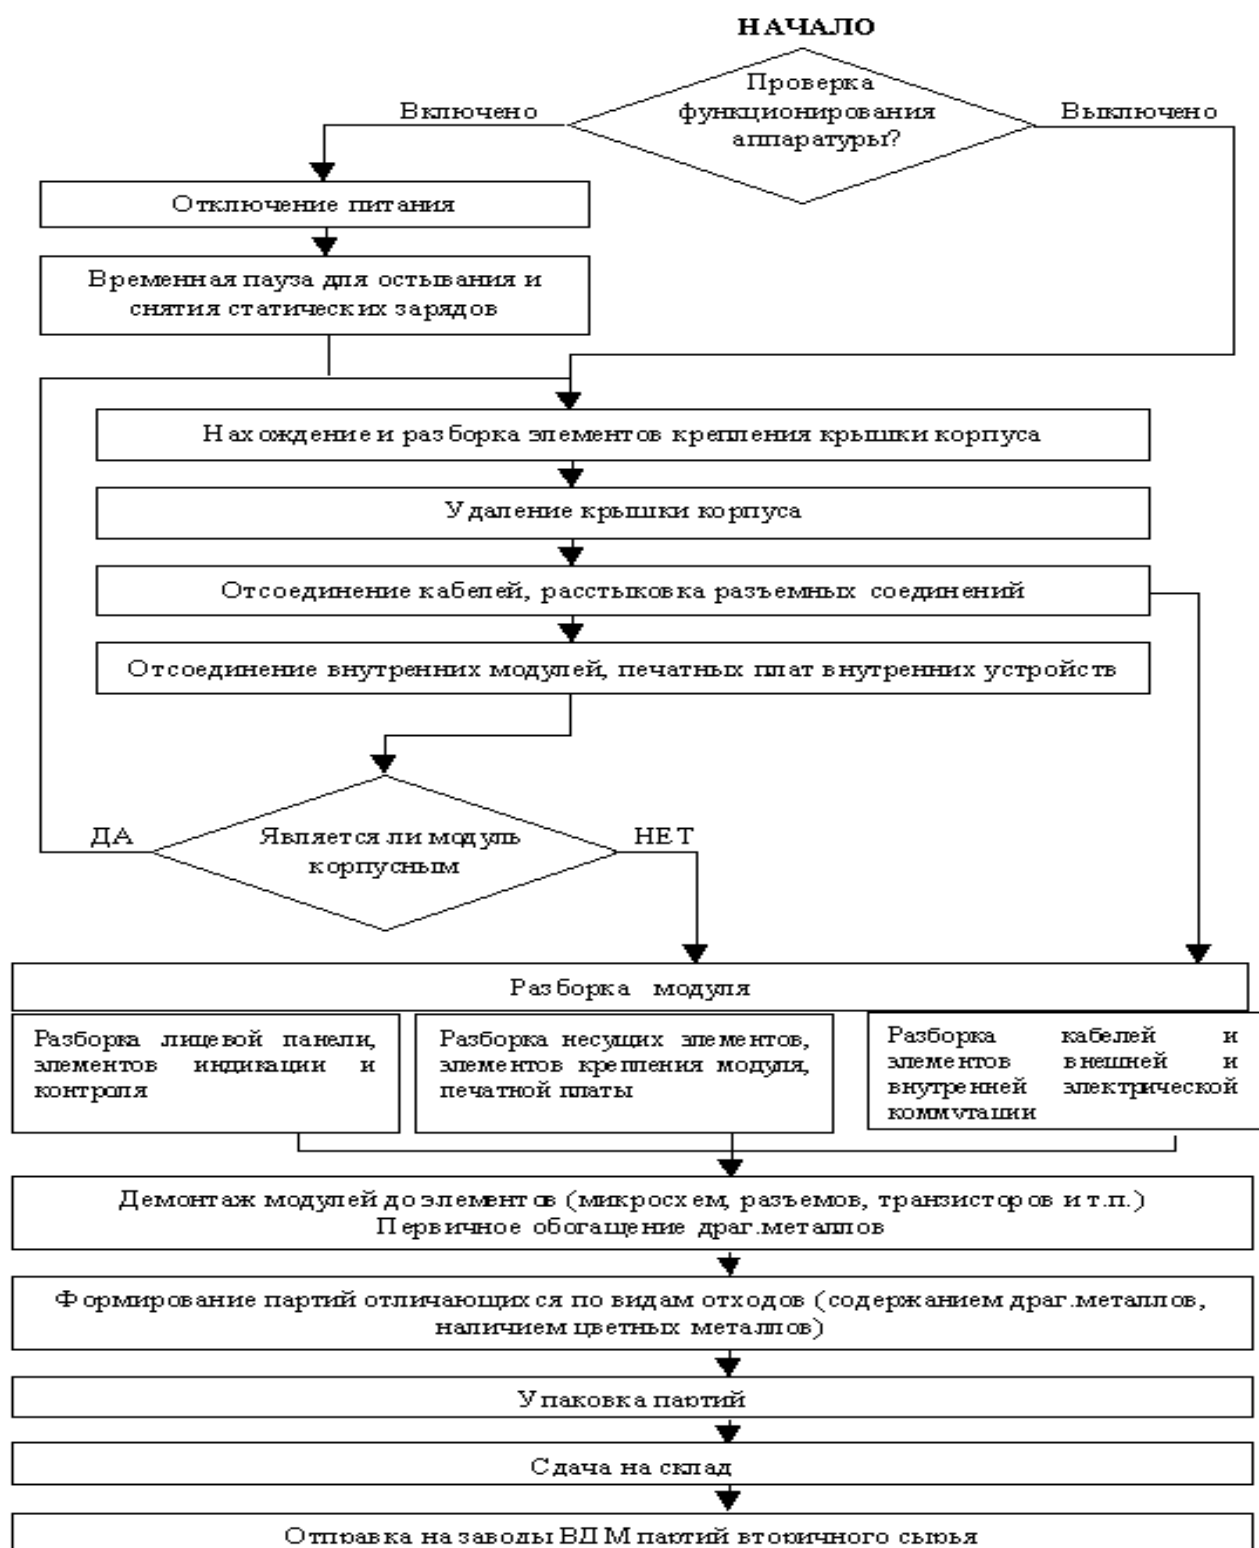 НАЧАЛО
Проверка
функционирования
аппаратуры?
Включено
Выключено
Отключение питания
Временная пауза для остывания и
снятия статических зарядов
Нахождение и разборка элементов крепления крышки корпуса
Удаление крышки корпуса
Отсоединение кабелей, расстыковка разъемных соединений
Отсоединение внутренних модулей, печатных плат внутренних устройств
ДА
Является ли модуль
корпусным
НЕТ
Разборка модуля
Разборка лицевой панели,
элементов индикации и
контроля
Разборка несущих элементов,
элементов крепления модуля,
печатной платы
Разборка кабелей и
элементов внешней и
внутренней электрической
коммутации
Демонтаж модулей до элементов (микросхем, разъемов, транзисторов и т.п.)
Первичное обогащение драг.металлов
Формирование партий отличающихся по видам отходов (содержанием драг.металлов,
наличием цветных металлов)
Упаковка партий
Сдача на склад
Отправка на заводы ВДМ партий вторичного сырья